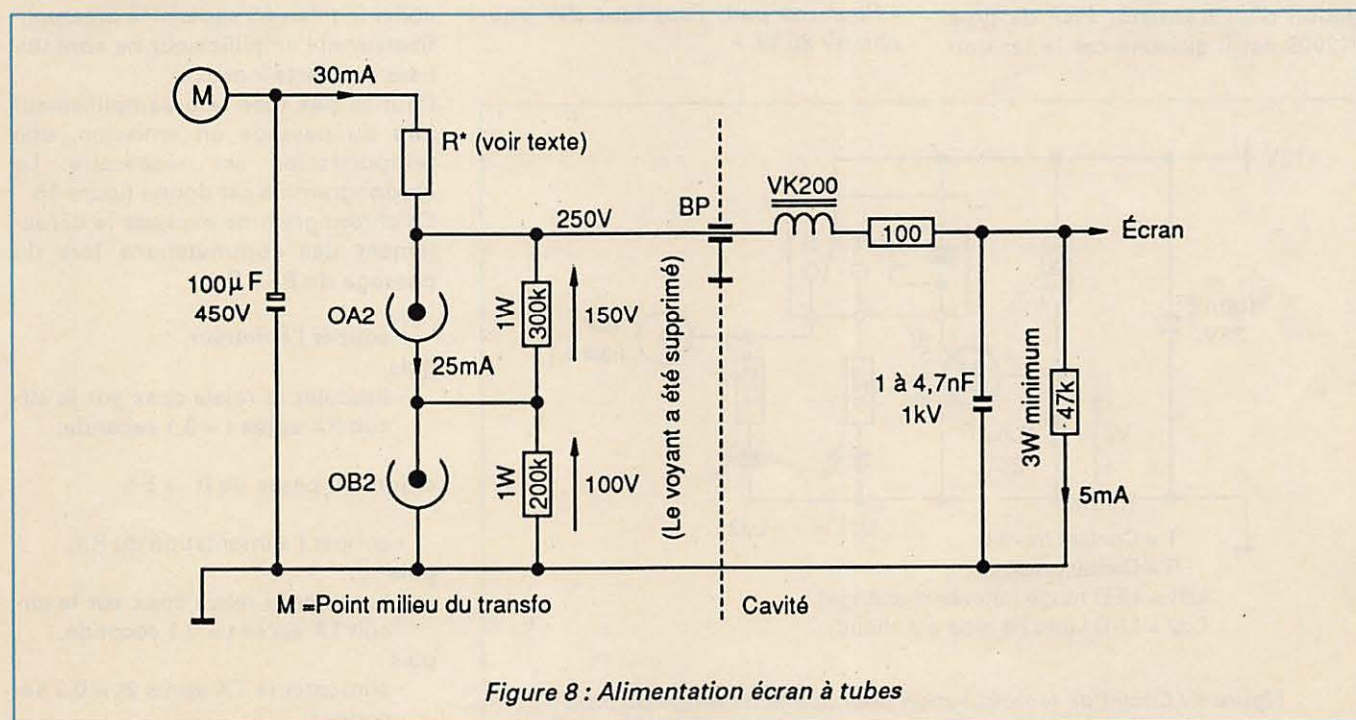 M
30mA
R* (voir texte)
250V
BP
VK200
100
Écran
100µF
450V
OA2
25mA
1W
300k
150V
(Le voyant a été supprimé)
1 à 4,7nF
1kV
3W minimum
47k
5mA
OB2
1W
200k
100V
M =Point milieu du transfo
Cavité
Figure 8 : Alimentation écran à tubes